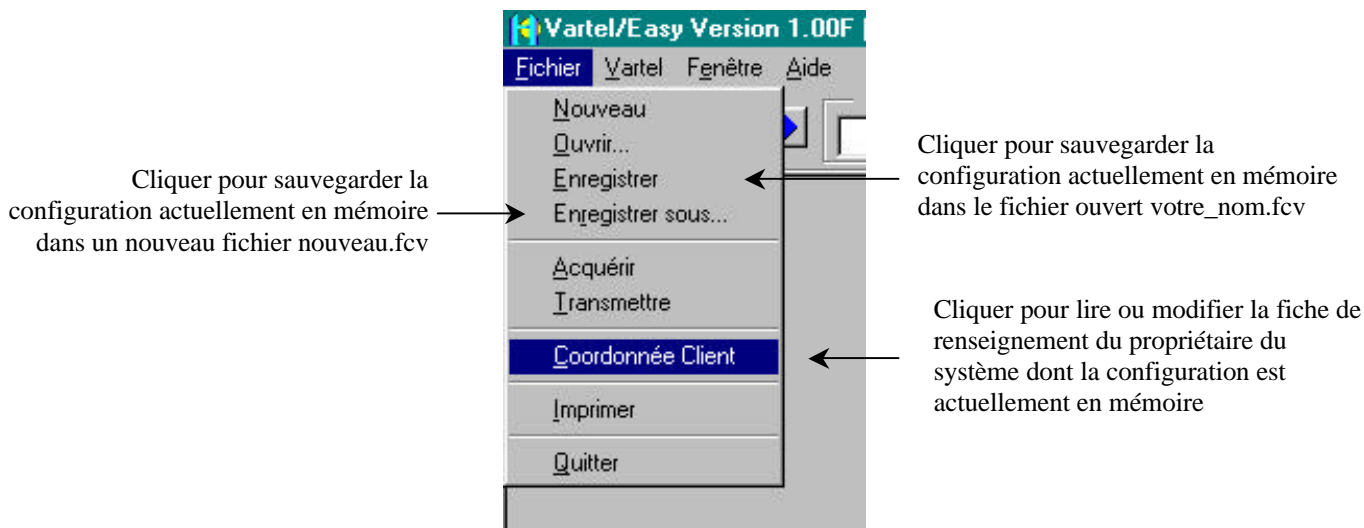 Vartel/Easy Version 1.00F
Fichier Vartel Fenêtre Aide
Nouveau
Ouvrir...
Enregistrer
Enregistrer sous...
Acquérir
Transmettre
Coordonnée Client
Imprimer
Quitter
Cliquer pour sauvegarder la
configuration actuellement en mémoire
dans un nouveau fichier nouveau.fcv
Cliquer pour sauvegarder la
configuration actuellement en mémoire
dans le fichier ouvert votre_nom.fcv
Cliquer pour lire ou modifier la fiche de
renseignement du propriétaire du
système dont la configuration est
actuellement en mémoire